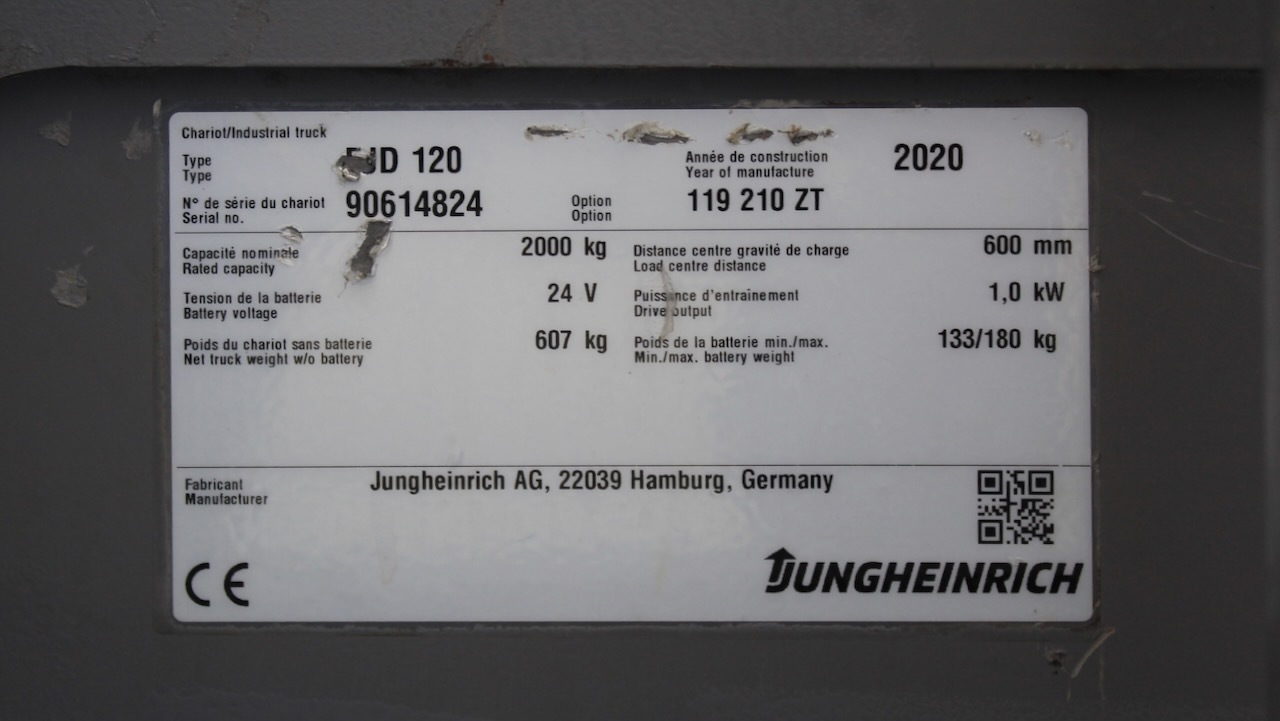 Chariot/Industrial truck
Type
Type
EJD 120
Année de construction
Year of manufacture
2020
N° de série du chariot
Serial no.
90614824
Option
Option
119 210 ZT
Capacité nominale
Rated capacity
2000 kg
Distance centre gravité de charge
Load centre distance
600 mm
Tension de la batterie
Battery voltage
24 V
Puissance d'entraînement
Drive output
1,0 kW
Poids du chariot sans batterie
Net truck weight w/o battery
607 kg
Poids de la batterie min./max.
Min./max. battery weight
133/180 kg
Fabricant
Manufacturer
Jungheinrich AG, 22039 Hamburg, Germany
CE
JUNGHEINRICH